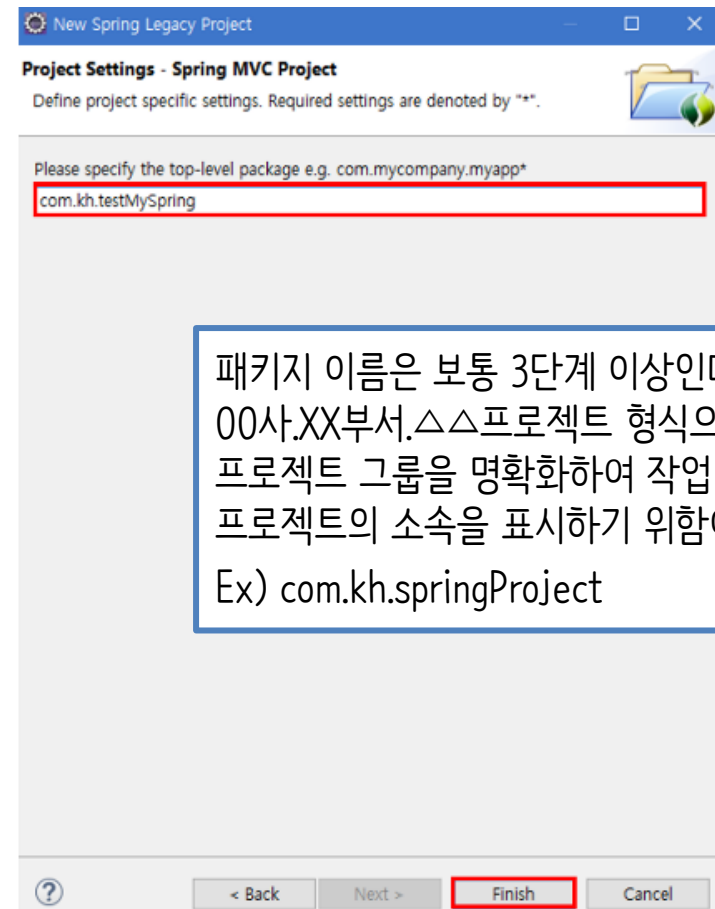 New Spring Legacy Project
Project Settings - Spring MVC Project
Define project specific settings. Required settings are denoted by "*".
Please specify the top-level package e.g. com.mycompany.myapp*
com.kh.testMySpring
패키지 이름은 보통 3단계 이상인
00사.XX부서.△△프로젝트 형식으
프로젝트 그룹을 명확화하여 작업
프로젝트의 소속을 표시하기 위함
Ex) com.kh.springProject
< Back Next > Finish Cancel